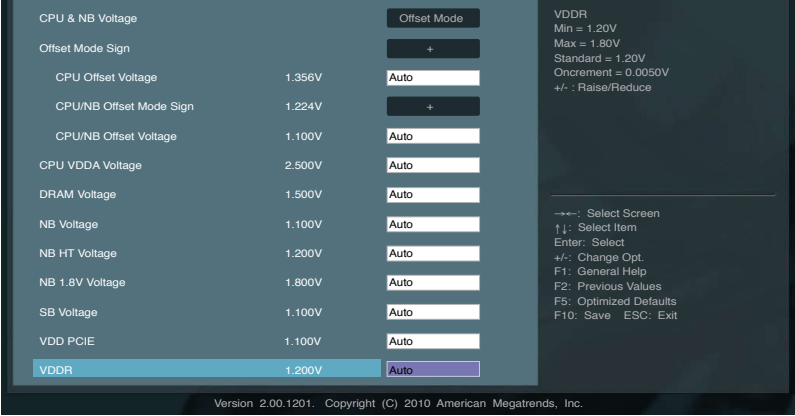 CPU & NB Voltage Offset Mode
Offset Mode Sign +
CPU Offset Voltage 1.356V Auto
CPU/NB Offset Mode Sign 1.224V +
CPU/NB Offset Voltage 1.100V Auto
CPU VDDA Voltage 2.500V Auto
DRAM Voltage 1.500V Auto
NB Voltage 1.100V Auto
NB HT Voltage 1.200V Auto
NB 1.8V Voltage 1.800V Auto
SB Voltage 1.100V Auto
VDD PCIE 1.100V Auto
VDDR 1.200V Auto
VDDR
Min = 1.20V
Max = 1.80V
Standard = 1.20V
Oncrement = 0.0050V
+/- : Raise/Reduce
→←: Select Screen
↑↓: Select Item
Enter: Select
+/-: Change Opt.
F1: General Help
F2: Previous Values
F5: Optimized Defaults
F10: Save ESC: Exit
Version 2.00.1201. Copyright (C) 2010 American Megatrends, Inc.